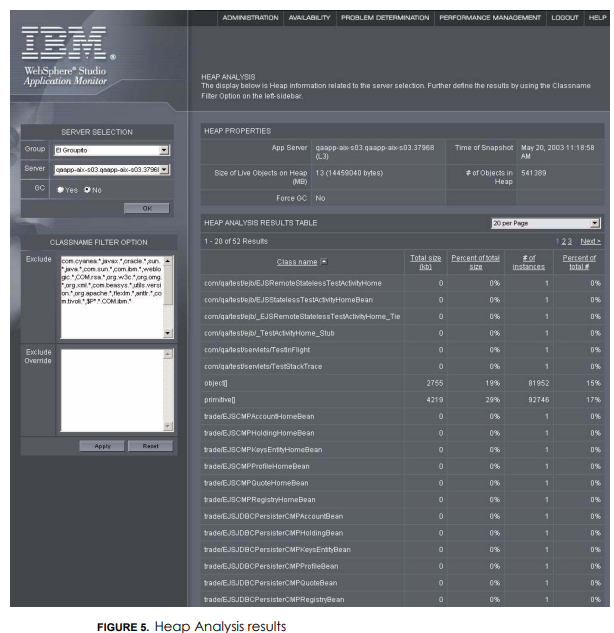 ADMINISTRATION AVAILABILITY PROBLEM DETERMINATION PERFORMANCE MANAGEMENT LOGOUT HELP
IBM
WebSphere® Studio
Application Monitor
HEAP ANALYSIS
The display below is Heap information related to the server selection. Further define the results by using the Classname
Filter Option on the left-sidebar.
SERVER SELECTION
Group El Groupito
Server qaapp-aix-s03.qaapp-aix-s03.3796
GC Yes No
OK
HEAP PROPERTIES
App Server qaapp-aix-s03.qaapp-aix-s03.37968 (L3) Time of Snapshot May 20, 2003 11:18:58 AM
Size of Live Objects on Heap (MB) 13 (14459040 bytes) # of Objects in Heap 541389
Force GC No
CLASSNAME FILTER OPTION
Exclude
com.cyanea.*,javax.*,oracle.*,sun.
*,java.*,com.sun.*,com.ibm.*,weblo
gic.*,COM.rsa.*,org.w3c.*,org.omg.
*,org.xml.*,com.beasys.*,utils.versi
on.*,org.apache.*,flexlm.*,antlr.*,co
m.tivoli.*,$P*.*,COM.ibm.*
Exclude Override
Apply Reset
HEAP ANALYSIS RESULTS TABLE 20 per Page
1 - 20 of 52 Results 1 2 3 Next >
Class name Total size (kb) Percent of total size # of instances Percent of total #
com/qa/test/ejb/EJSRemoteStatelessTestActivityHome 0 0% 1 0%
com/qa/test/ejb/EJSStatelessTestActivityHomeBean 0 0% 1 0%
com/qa/test/ejb/_EJSRemoteStatelessTestActivityHome_Tie 0 0% 1 0%
com/qa/test/ejb/_TestActivityHome_Stub 0 0% 1 0%
com/qa/test/servlets/TestInFlight 0 0% 1 0%
com/qa/test/servlets/TestStackTrace 0 0% 1 0%
object[] 2755 19% 81952 15%
primitive[] 4219 29% 92746 17%
trade/EJSCMPAccountHomeBean 0 0% 1 0%
trade/EJSCMPHoldingHomeBean 0 0% 1 0%
trade/EJSCMPKeysEntityHomeBean 0 0% 1 0%
trade/EJSCMPProfileHomeBean 0 0% 1 0%
trade/EJSCMPQuoteHomeBean 0 0% 1 0%
trade/EJSCMPRegistryHomeBean 0 0% 1 0%
trade/EJSJDBCPersisterCMPAccountBean 0 0% 1 0%
trade/EJSJDBCPersisterCMPHoldingBean 0 0% 1 0%
trade/EJSJDBCPersisterCMPKeysEntityBean 0 0% 1 0%
trade/EJSJDBCPersisterCMPProfileBean 0 0% 1 0%
trade/EJSJDBCPersisterCMPQuoteBean 0 0% 1 0%
trade/EJSJDBCPersisterCMPRegistryBean 0 0% 1 0%
FIGURE 5. Heap Analysis results